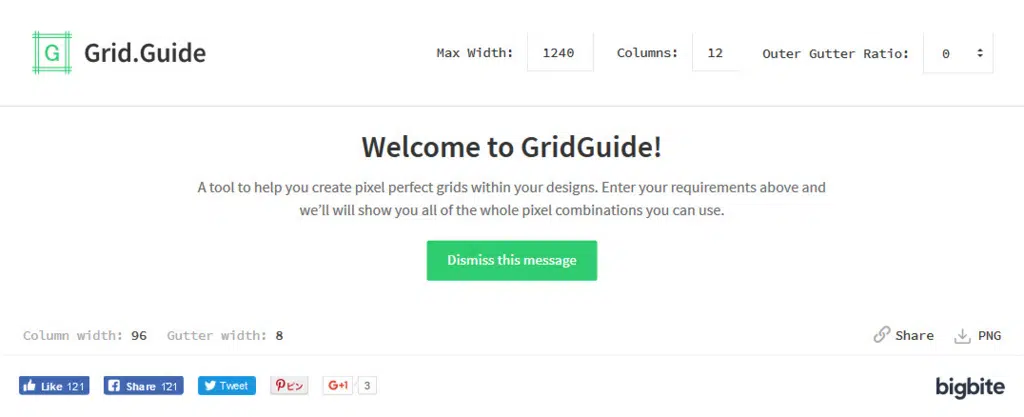 G Grid.Guide Max Width: 1240 Columns: 12 Outer Gutter Ratio: 0
Welcome to GridGuide!
A tool to help you create pixel perfect grids within your designs. Enter your requirements above and
we'll will show you all of the whole pixel combinations you can use.
Dismiss this message
Column width: 96 Gutter width: 8 Share PNG
Like 121 Share 121 Tweet ピン G+1 3 bigbite